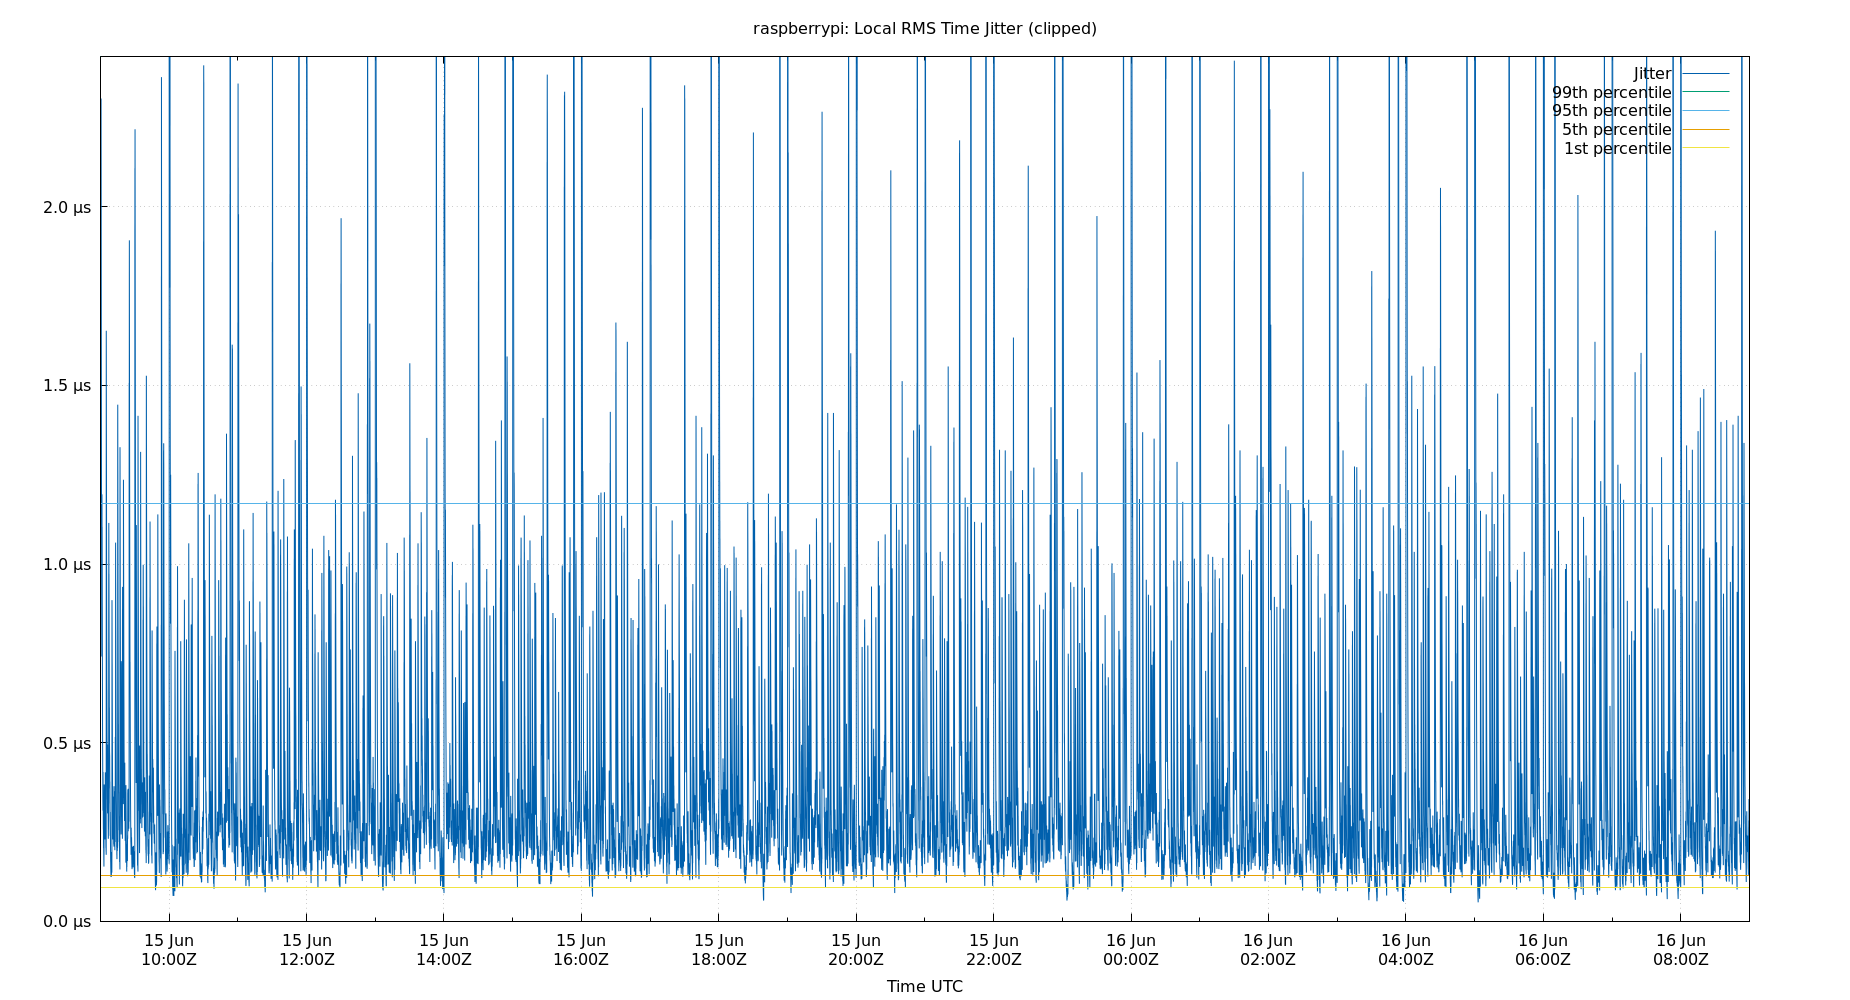 raspberrypi: Local RMS Time Jitter (clipped)
Jitter
99th percentile
95th percentile
5th percentile
1st percentile
2.0 µs
1.5 µs
1.0 µs
0.5 µs
0.0 µs
15 Jun 15 Jun 15 Jun 15 Jun 15 Jun 15 Jun 15 Jun 16 Jun 16 Jun 16 Jun 16 Jun 16 Jun
10:00Z 12:00Z 14:00Z 16:00Z 18:00Z 20:00Z 22:00Z 00:00Z 02:00Z 04:00Z 06:00Z 08:00Z
Time UTC